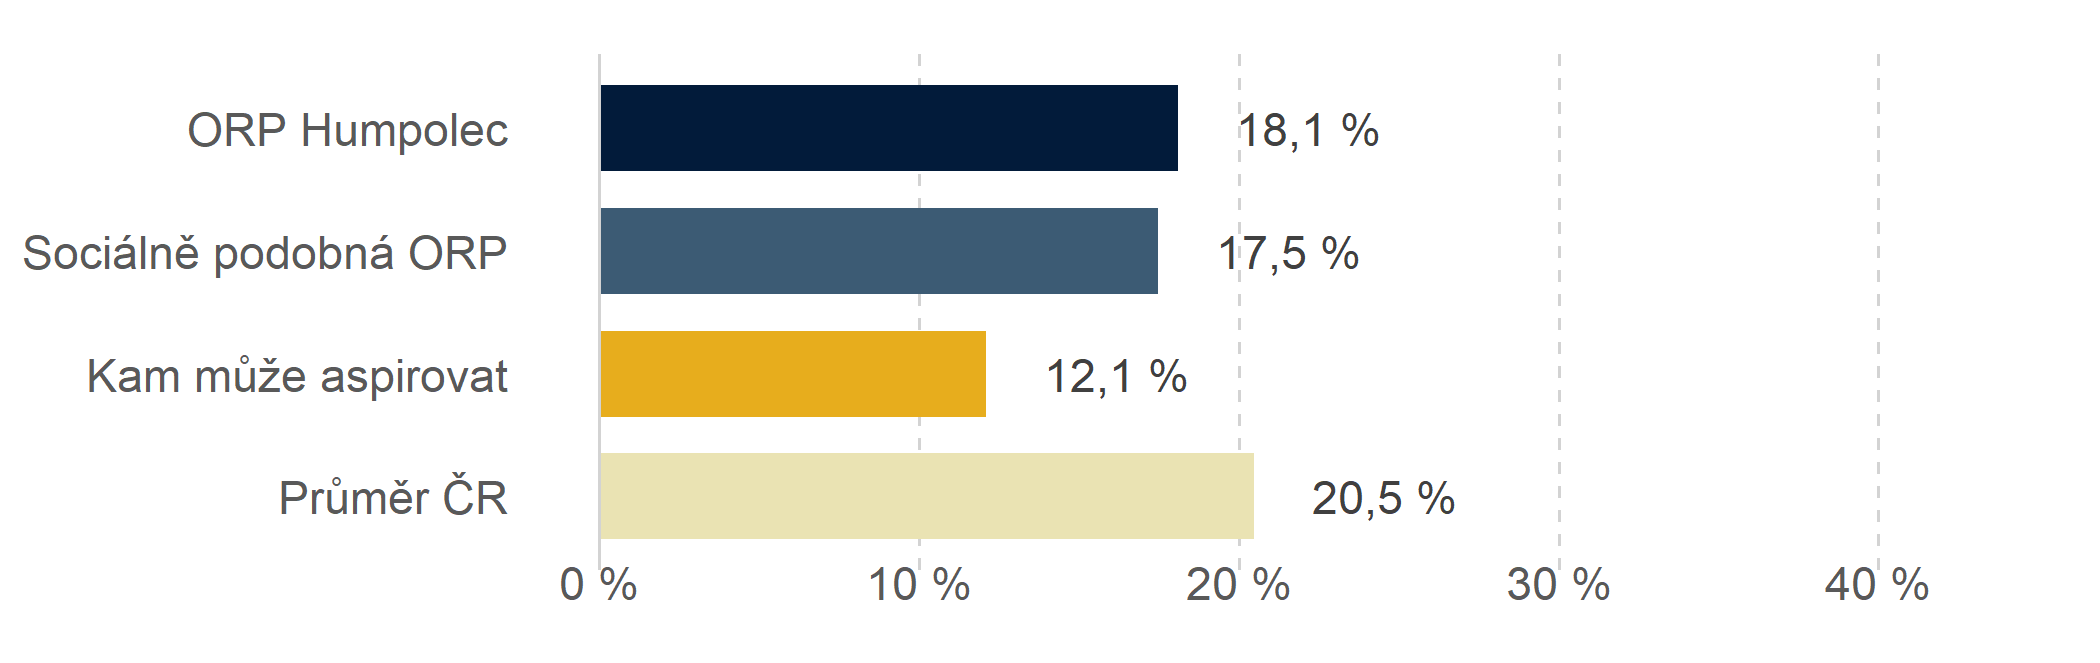 ORP Humpolec 18,1 %
Sociálně podobná ORP 17,5 %
Kam může aspirovat 12,1 %
Průměr ČR 20,5 %
0 % 10 % 20 % 30 % 40 %